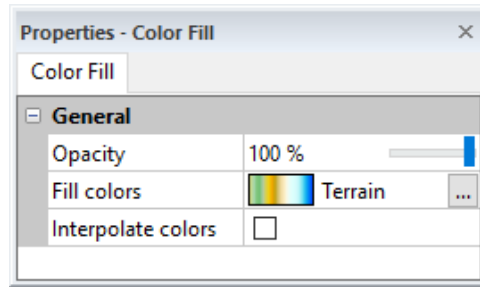 Properties - Color Fill
Color Fill
General
Opacity 100 %
Fill colors Terrain ...
Interpolate colors